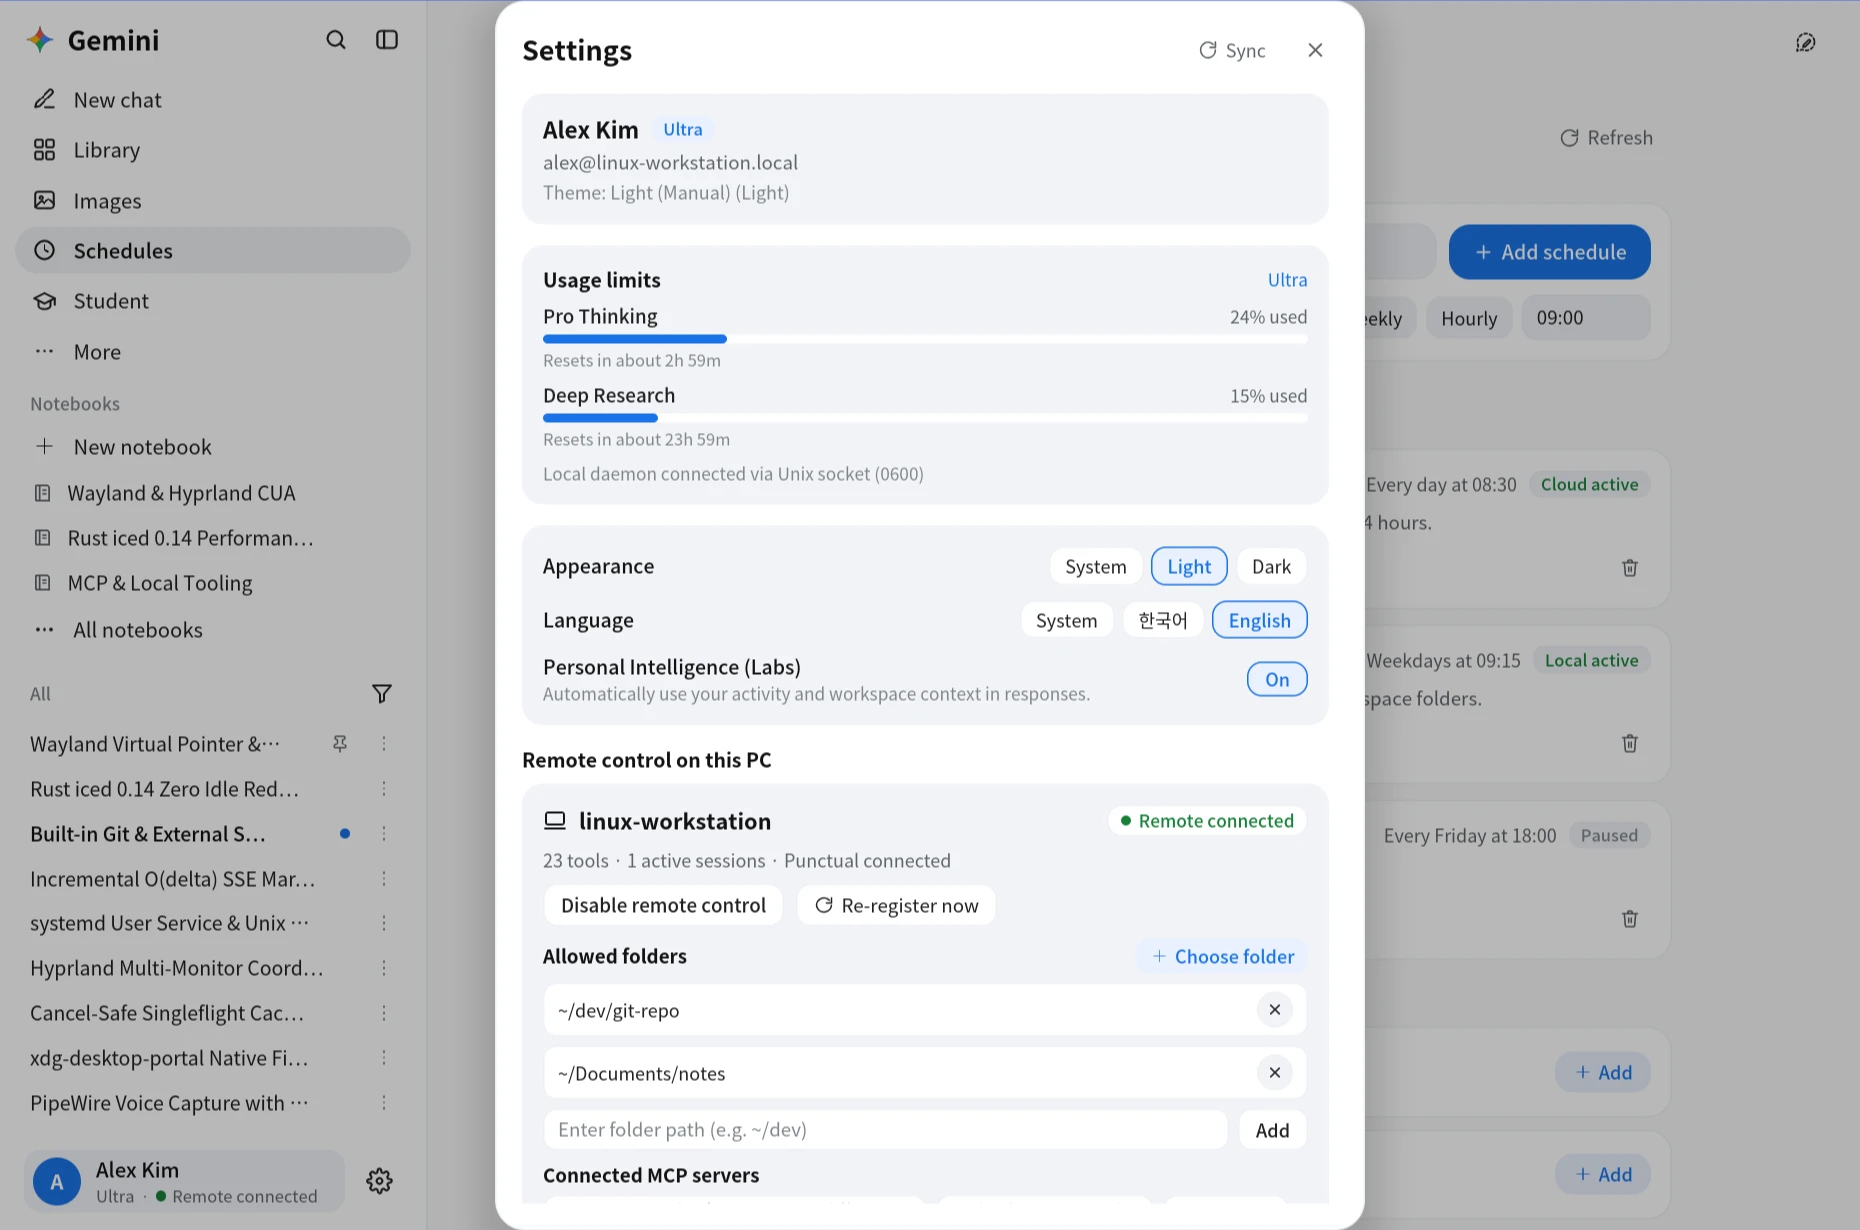 Gemini
New chat
Library
Images
Schedules
Student
More
Notebooks
New notebook
Wayland & Hyprland CUA
Rust iced 0.14 Performan…
MCP & Local Tooling
All notebooks
All
Wayland Virtual Pointer &…
Rust iced 0.14 Zero Idle Red…
Built-in Git & External S…
Incremental O(delta) SSE Mar…
systemd User Service & Unix …
Hyprland Multi-Monitor Coord…
Cancel-Safe Singleflight Cac…
xdg-desktop-portal Native Fi…
PipeWire Voice Capture with …
A
Alex Kim
Ultra · Remote connected
Settings
Sync
Alex Kim Ultra
alex@linux-workstation.local
Theme: Light (Manual) (Light)
Usage limits Ultra
Pro Thinking 24% used
Resets in about 2h 59m
Deep Research 15% used
Resets in about 23h 59m
Local daemon connected via Unix socket (0600)
Appearance System Light Dark
Language System 한국어 English
Personal Intelligence (Labs)
Automatically use your activity and workspace context in responses. On
Remote control on this PC
linux-workstation Remote connected
23 tools · 1 active sessions · Punctual connected
Disable remote control Re-register now
Allowed folders + Choose folder
~/dev/git-repo
~/Documents/notes
Enter folder path (e.g. ~/dev) Add
Connected MCP servers
Refresh
+ Add schedule
Hourly 09:00
Every day at 08:30 Cloud active
4 hours.
Weekdays at 09:15 Local active
folders.
Every Friday at 18:00 Paused
+ Add
+ Add